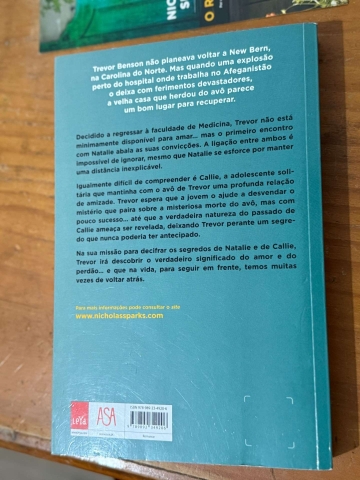 NIC
S
O R
Trevor Benson não planeava voltar a New Bern,
na Carolina do Norte. Mas quando uma explosão
perto do hospital onde trabalha no Afeganistão
o deixa com ferimentos devastadores,
a velha casa que herdou do avô parece
um bom lugar para recuperar.
Decidido a regressar à faculdade de Medicina, Trevor não está
minimamente disponível para amar... mas o primeiro encontro
com Natalie abala as suas convicções. A ligação entre ambos é
impossível de ignorar, mesmo que Natalie se esforce por manter
uma distância inexplicável.
Igualmente difícil de compreender é Callie, a adolescente soli-
tária que mantinha com o avô de Trevor uma profunda relação
de amizade. Trevor espera que a jovem o ajude a desvendar o
mistério que paira sobre a misteriosa morte do avô, mas com
pouco sucesso... até que a verdadeira natureza do passado de
Callie ameaça ser revelada, deixando Trevor perante um segre-
do que nunca poderia ter antecipado.
Na sua missão para decifrar os segredos de Natalie e de Callie,
Trevor irá descobrir o verdadeiro significado do amor e do
perdão... e que na vida, para seguir em frente, temos muitas
vezes de voltar atrás.
Para mais informações pode consultar o site
www.nicholassparks.com
leya
ASA